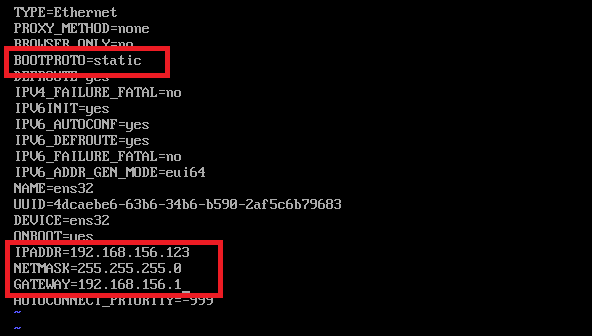 TYPE=Ethernet
PROXY_METHOD=none
BROWSER_ONLY=no
BOOTPROTO=static
DEFROUTE=yes
IPV4_FAILURE_FATAL=no
IPV6INIT=yes
IPV6_AUTOCONF=yes
IPV6_DEFROUTE=yes
IPV6_FAILURE_FATAL=no
IPV6_ADDR_GEN_MODE=eui64
NAME=ens32
UUID=4dcaebe6-63b6-34b6-b590-2af5c6b79683
DEVICE=ens32
ONBOOT=yes
IPADDR=192.168.156.123
NETMASK=255.255.255.0
GATEWAY=192.168.156.1_
AUTOCONNECT_PRIORITY=-999
~
~